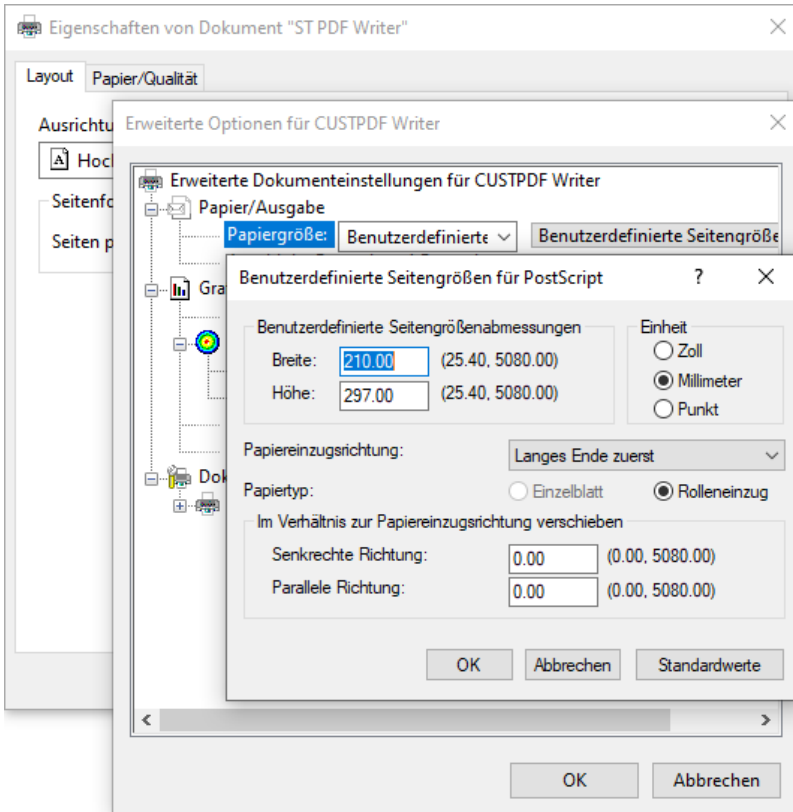 Eigenschaften von Dokument "ST PDF Writer"
Layout
Papier/Qualität
Ausrichtu
Erweiterte Optionen für CUSTPDF Writer
A Hoch
Erweiterte Dokumenteinstellungen für CUSTPDF Writer
Seitenfo
Papier/Ausgabe
Seiten p
Papiergröße: Benutzerdefinierte Benutzerdefinierte Seitengröße
Gra
Benutzerdefinierte Seitengrößen für PostScript ?
Benutzerdefinierte Seitengrößenabmessungen
Einheit
Breite: 210.00 (25.40, 5080.00)
Zoll
Höhe: 297.00 (25.40, 5080.00)
Millimeter
Punkt
Papiereinzugsrichtung: Langes Ende zuerst
Dok
Papiertyp: Einzelblatt Rolleneinzug
Im Verhältnis zur Papiereinzugsrichtung verschieben
Senkrechte Richtung: 0.00 (0.00, 5080.00)
Parallele Richtung: 0.00 (0.00, 5080.00)
OK Abbrechen Standardwerte
OK Abbrechen